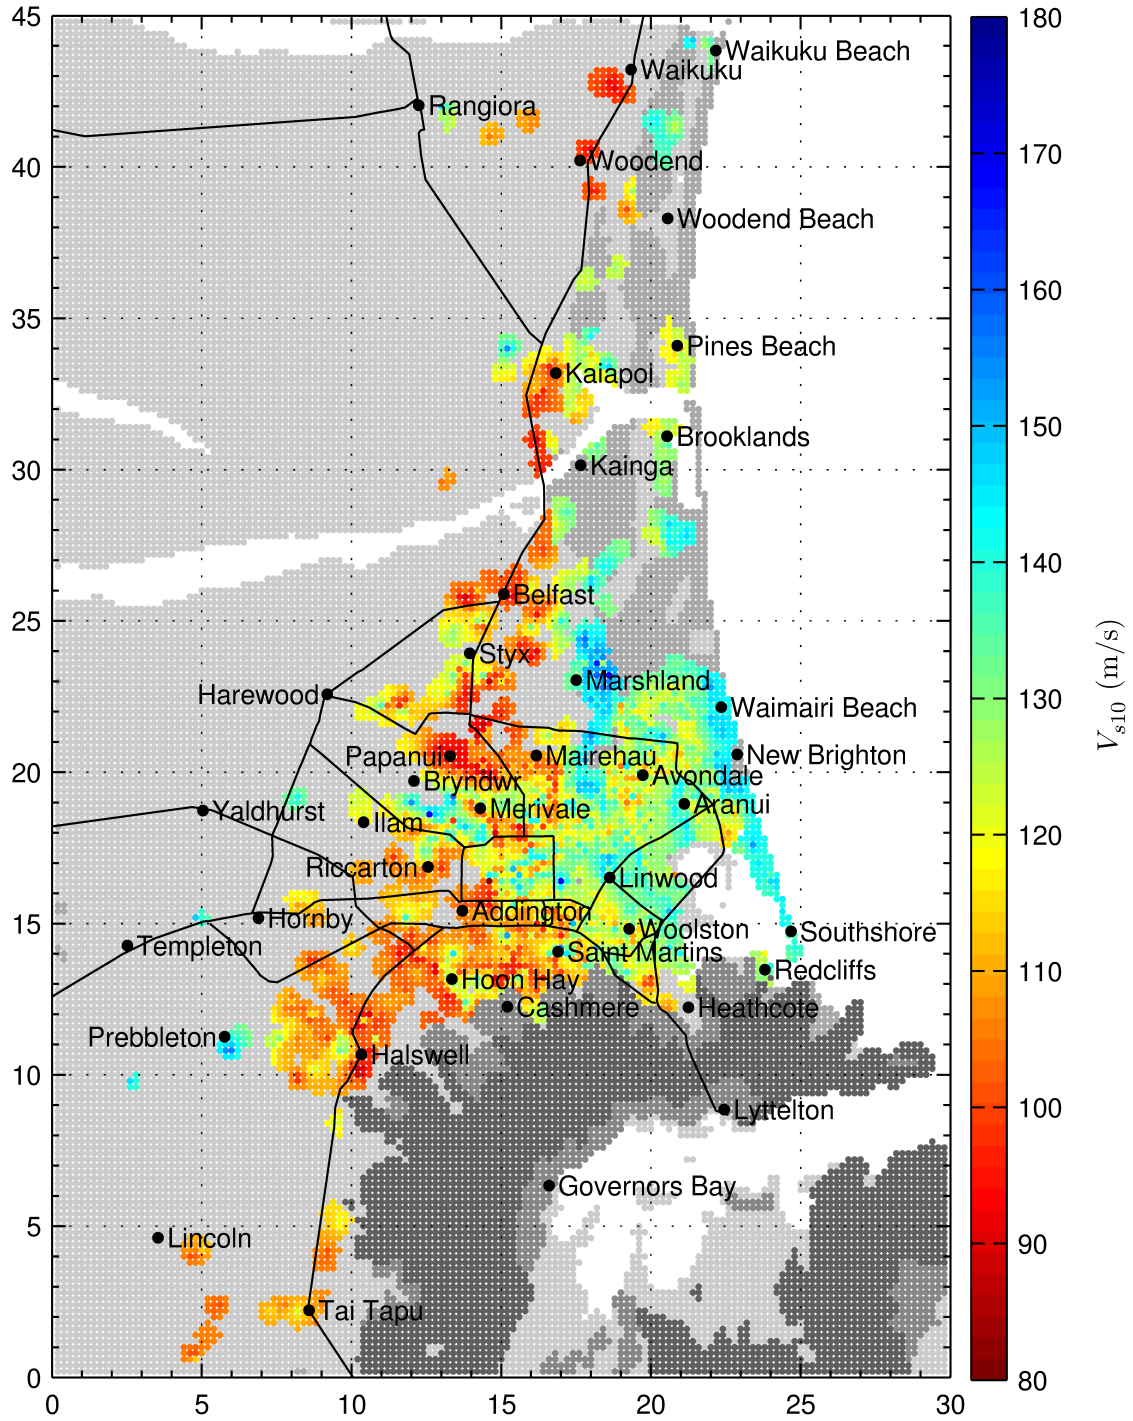 45
40
35
30
25
20
15
10
5
0
0
5
10
15
20
25
30
Waikuku Beach
Waikuku
Rangiora
Woodend
Woodend Beach
Pines Beach
Kaiapoi
Brooklands
Kainga
Belfast
Styx
Marshland
Harewood
Waimairi Beach
Papanui
Mairehau
New Brighton
Bryndwr
Avondale
Yaldhurst
Ilam
Merivale
Aranui
Riccarton
Linwood
Hornby
Addington
Templeton
Woolston
Southshore
Saint Martins
Hoon Hay
Redcliffs
Cashmere
Heathcote
Prebbleton
Halswell
Lyttelton
Governors Bay
Lincoln
Tai Tapu
180
170
160
150
140
130
120
110
100
90
80
Vs10 (m/s)